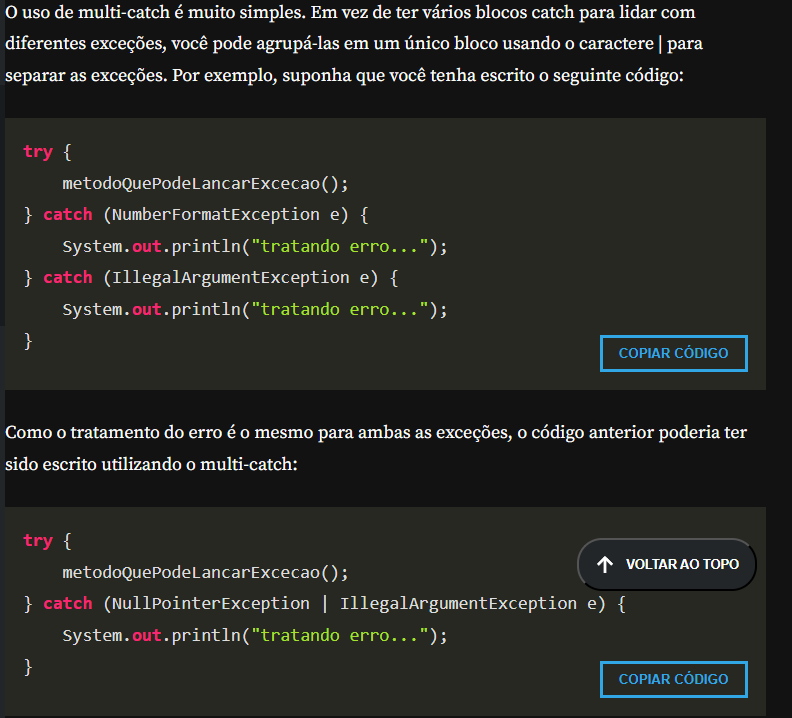 O uso de multi-catch é muito simples. Em vez de ter vários blocos catch para lidar com
diferentes exceções, você pode agrupá-las em um único bloco usando o caractere | para
separar as exceções. Por exemplo, suponha que você tenha escrito o seguinte código:
try {
    metodoQuePodeLancarExcecao();
} catch (NumberFormatException e) {
    System.out.println("tratando erro...");
} catch (IllegalArgumentException e) {
    System.out.println("tratando erro...");
}
COPIAR CÓDIGO
Como o tratamento do erro é o mesmo para ambas as exceções, o código anterior poderia ter
sido escrito utilizando o multi-catch:
try {
VOLTAR AO TOPO
    metodoQuePodeLancarExcecao();
} catch (NullPointerException | IllegalArgumentException e) {
    System.out.println("tratando erro...");
}
COPIAR CÓDIGO